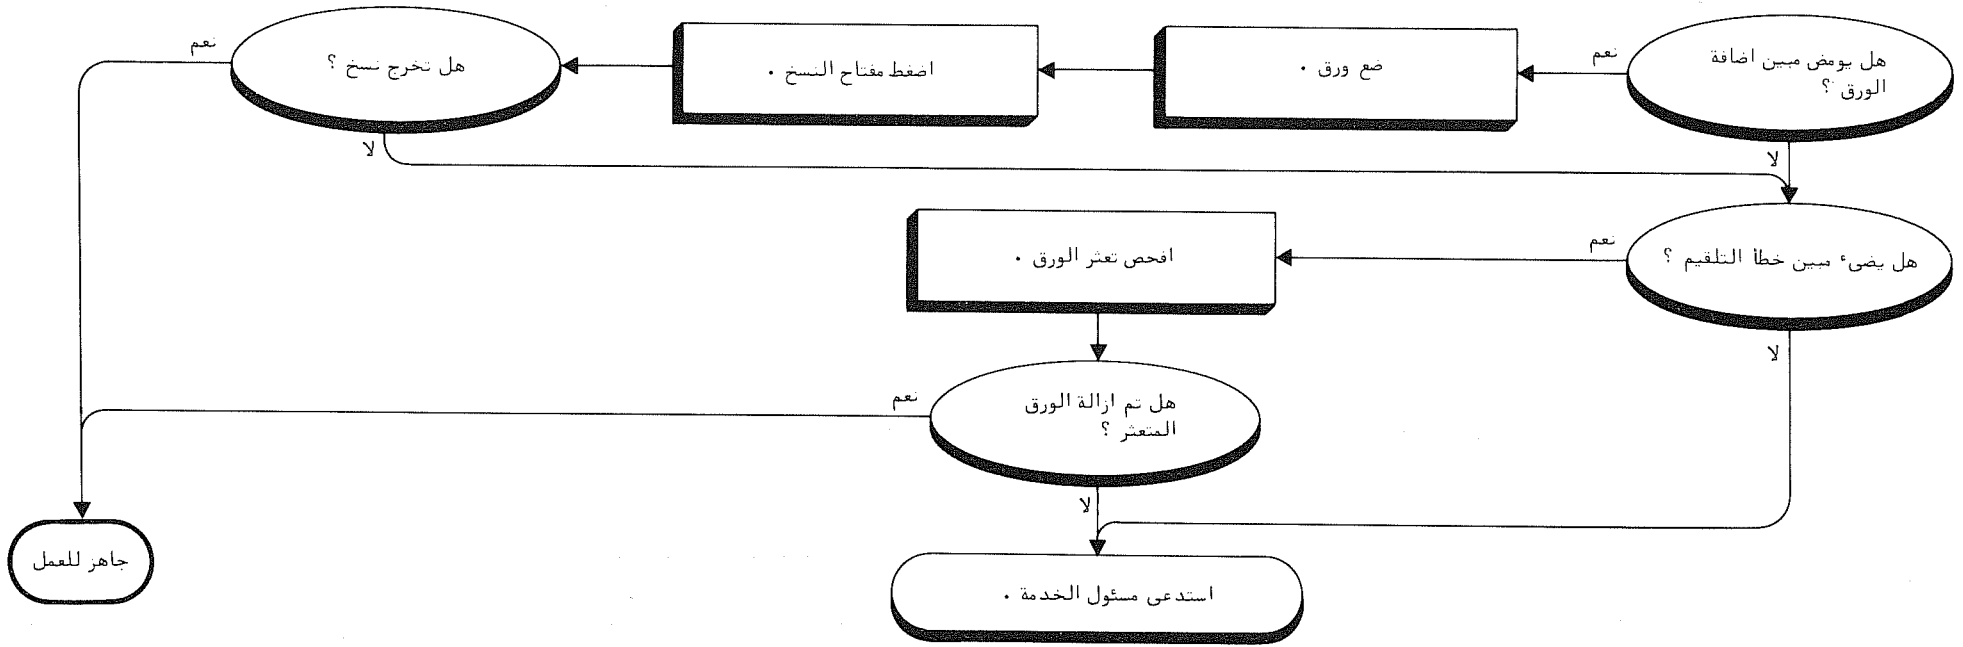 هل يومض مبين اضافة
الورق ؟
نعم
ضع ورق .
اضغط مفتاح النسخ .
هل تخرج نسخ ؟
نعم
لا
لا
هل يضىء مبين خطأ التلقيم ؟
نعم
افحص تعثر الورق .
لا
هل تم ازالة الورق
المتعثر ؟
نعم
لا
جاهز للعمل
استدعى مسئول الخدمة .